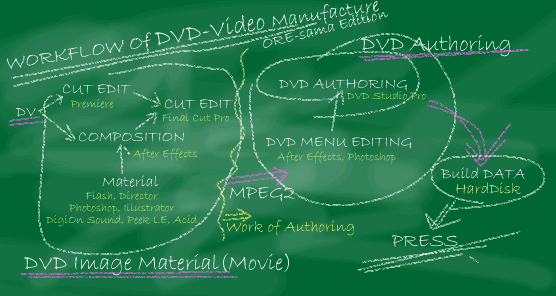 WORKFLOW Of DVD-Video Manufacture
ORE-sama Edition
DVD Authoring
CUT EDIT
Premiere
DV
CUT EDIT
Final Cut Pro
COMPOSITION
After Effects
Material
Flash, Director
Photoshop, Illustrator
DigiOn Sound, Peek LE, Acid
DVD Image Material(Movie)
DVD AUTHORING
DVD Studio Pro
DVD MENU EDITING
After Effects, Photoshop
MPEG2
Work of Authoring
Build DATA
HardDisk
PRESS